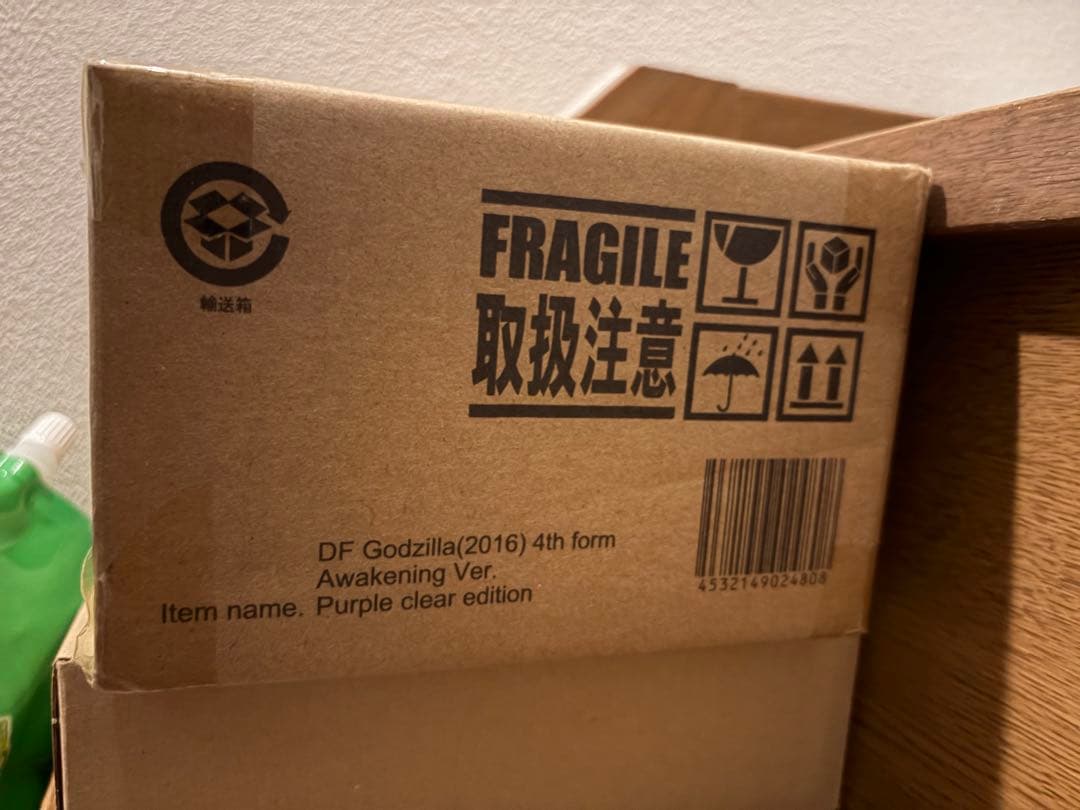 輸送箱
FRAGILE
取扱注意
DF Godzilla(2016) 4th form
Awakening Ver.
Item name. Purple clear edition
4532149024808